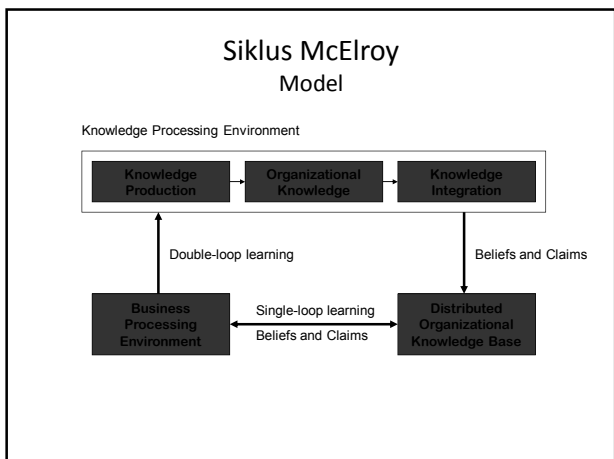 Siklus McElroy
Model
Knowledge Processing Environment
Knowledge
Production
Organizational
Knowledge
Knowledge
Integration
Double-loop learning
Beliefs and Claims
Business
Processing
Environment
Single-loop learning
Beliefs and Claims
Distributed
Organizational
Knowledge Base